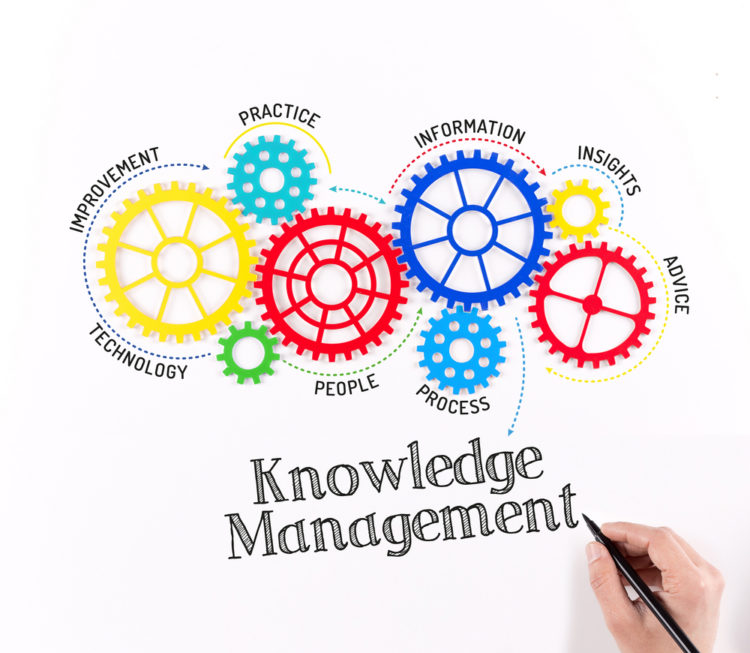 PRACTICE
INFORMATION
IMPROVEMENT
INSIGHTS
ADVICE
TECHNOLOGY
PEOPLE
PROCESS
Knowledge
Management